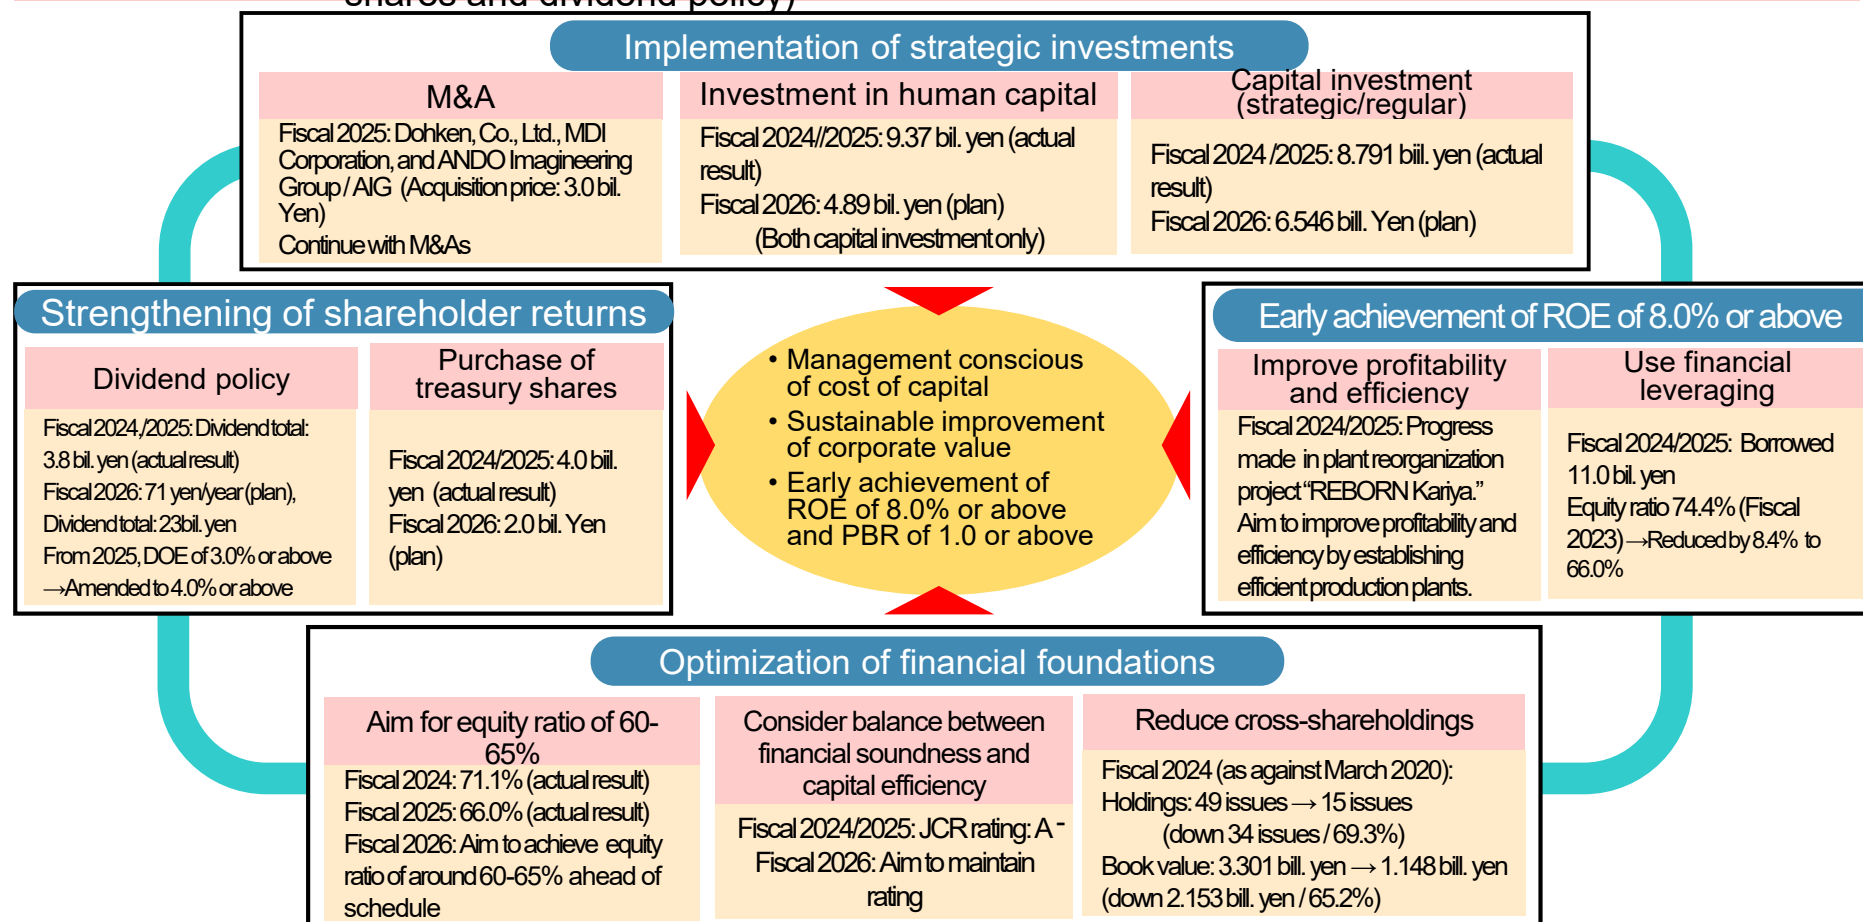 shares and dividend policy)
Implementation of strategic investments
M&A
Fiscal 2025: Dohken, Co., Ltd., MDI
Corporation, and ANDO Imagineering
Group / AIG (Acquisition price: 3.0 bil.
Yen)
Continue with M&As
Investment in human capital
Fiscal 2024//2025: 9.37 bil. yen (actual
result)
Fiscal 2026: 4.89 bil. yen (plan)
(Both capital investment only)
Capital investment
(strategic/regular)
Fiscal 2024 /2025: 8.791 biil. yen (actual
result)
Fiscal 2026: 6.546 bill. Yen (plan)
Strengthening of shareholder returns
Dividend policy
Fiscal 2024,/2025: Dividend total:
3.8 bil. yen (actual result)
Fiscal 2026: 71 yen/year (plan),
Dividend total: 23bil. yen
From 2025, DOE of 3.0% or above
→Amended to 4.0% or above
Purchase of
treasury shares
Fiscal 2024/2025: 4.0 biil.
yen (actual result)
Fiscal 2026: 2.0 bil. Yen
(plan)
• Management conscious
of cost of capital
• Sustainable improvement
of corporate value
• Early achievement of
ROE of 8.0% or above
and PBR of 1.0 or above
Early achievement of ROE of 8.0% or above
Improve profitability
and efficiency
Fiscal 2024/2025: Progress
made in plant reorganization
project “REBORN Kariya.”
Aim to improve profitability and
efficiency by establishing
efficient production plants.
Use financial
leveraging
Fiscal 2024/2025: Borrowed
11.0 bil. yen
Equity ratio 74.4% (Fiscal
2023) →Reduced by 8.4% to
66.0%
Optimization of financial foundations
Aim for equity ratio of 60-
65%
Fiscal 2024: 71.1% (actual result)
Fiscal 2025: 66.0% (actual result)
Fiscal 2026: Aim to achieve equity
ratio of around 60-65% ahead of
schedule
Consider balance between
financial soundness and
capital efficiency
Fiscal 2024/2025: JCR rating: A -
Fiscal 2026: Aim to maintain
rating
Reduce cross-shareholdings
Fiscal 2024 (as against March 2020):
Holdings: 49 issues → 15 issues
(down 34 issues / 69.3%)
Book value: 3.301 bill. yen → 1.148 bill. yen
(down 2.153 bill. yen / 65.2%)